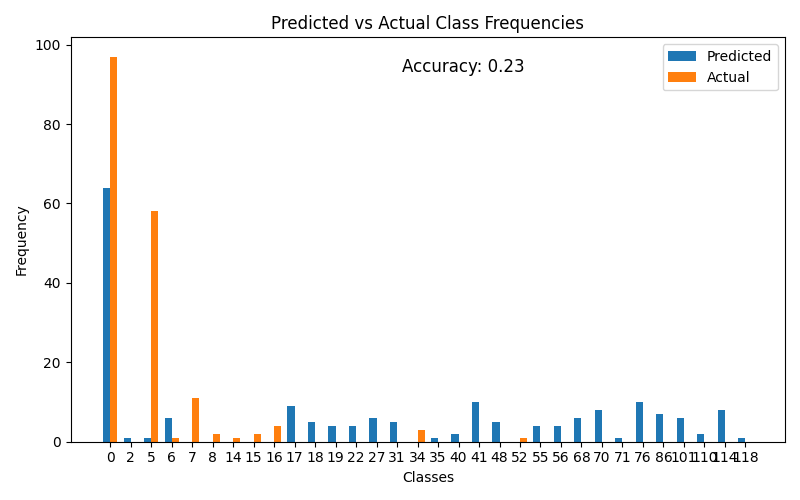 Predicted vs Actual Class Frequencies
Accuracy: 0.23
Predicted
Actual
Frequency
100
80
60
40
20
0
0 2 5 6 7 8 14 15 16 17 18 19 22 27 31 34 35 40 41 48 52 55 56 68 70 71 76 86 101 110 114 118
Classes